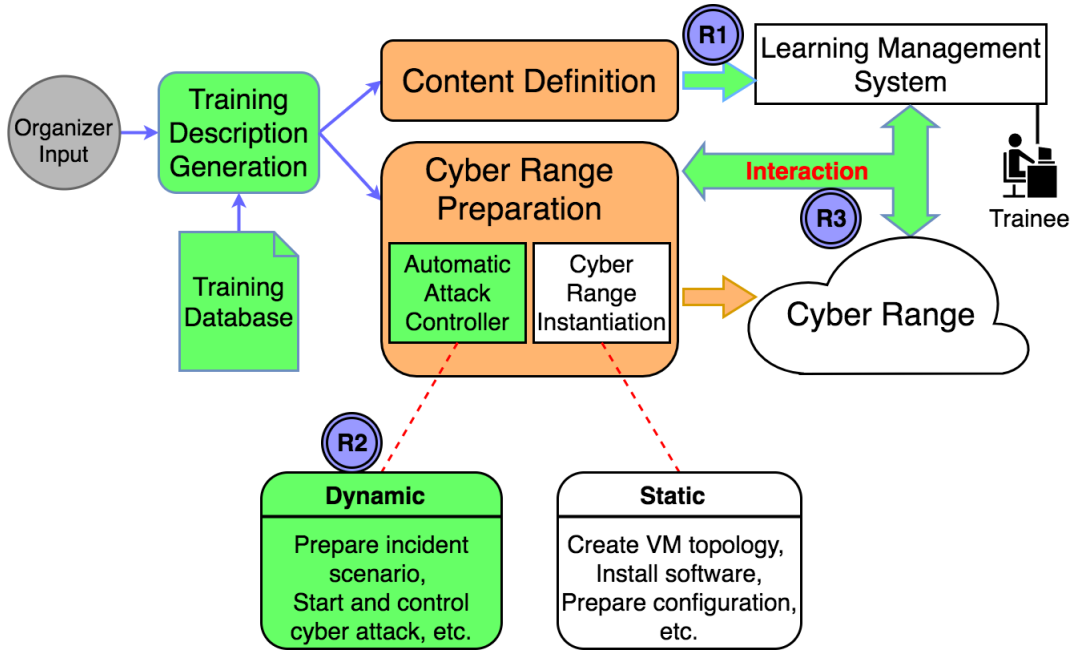 Organizer
Input
Training
Description
Generation
Training
Database
Content Definition
R1
Learning Management
System
Cyber Range
Preparation
Automatic
Attack
Controller
Cyber
Range
Instantiation
Interaction
R3
Trainee
Cyber Range
R2
Dynamic
Prepare incident
scenario,
Start and control
cyber attack, etc.
Static
Create VM topology,
Install software,
Prepare configuration,
etc.